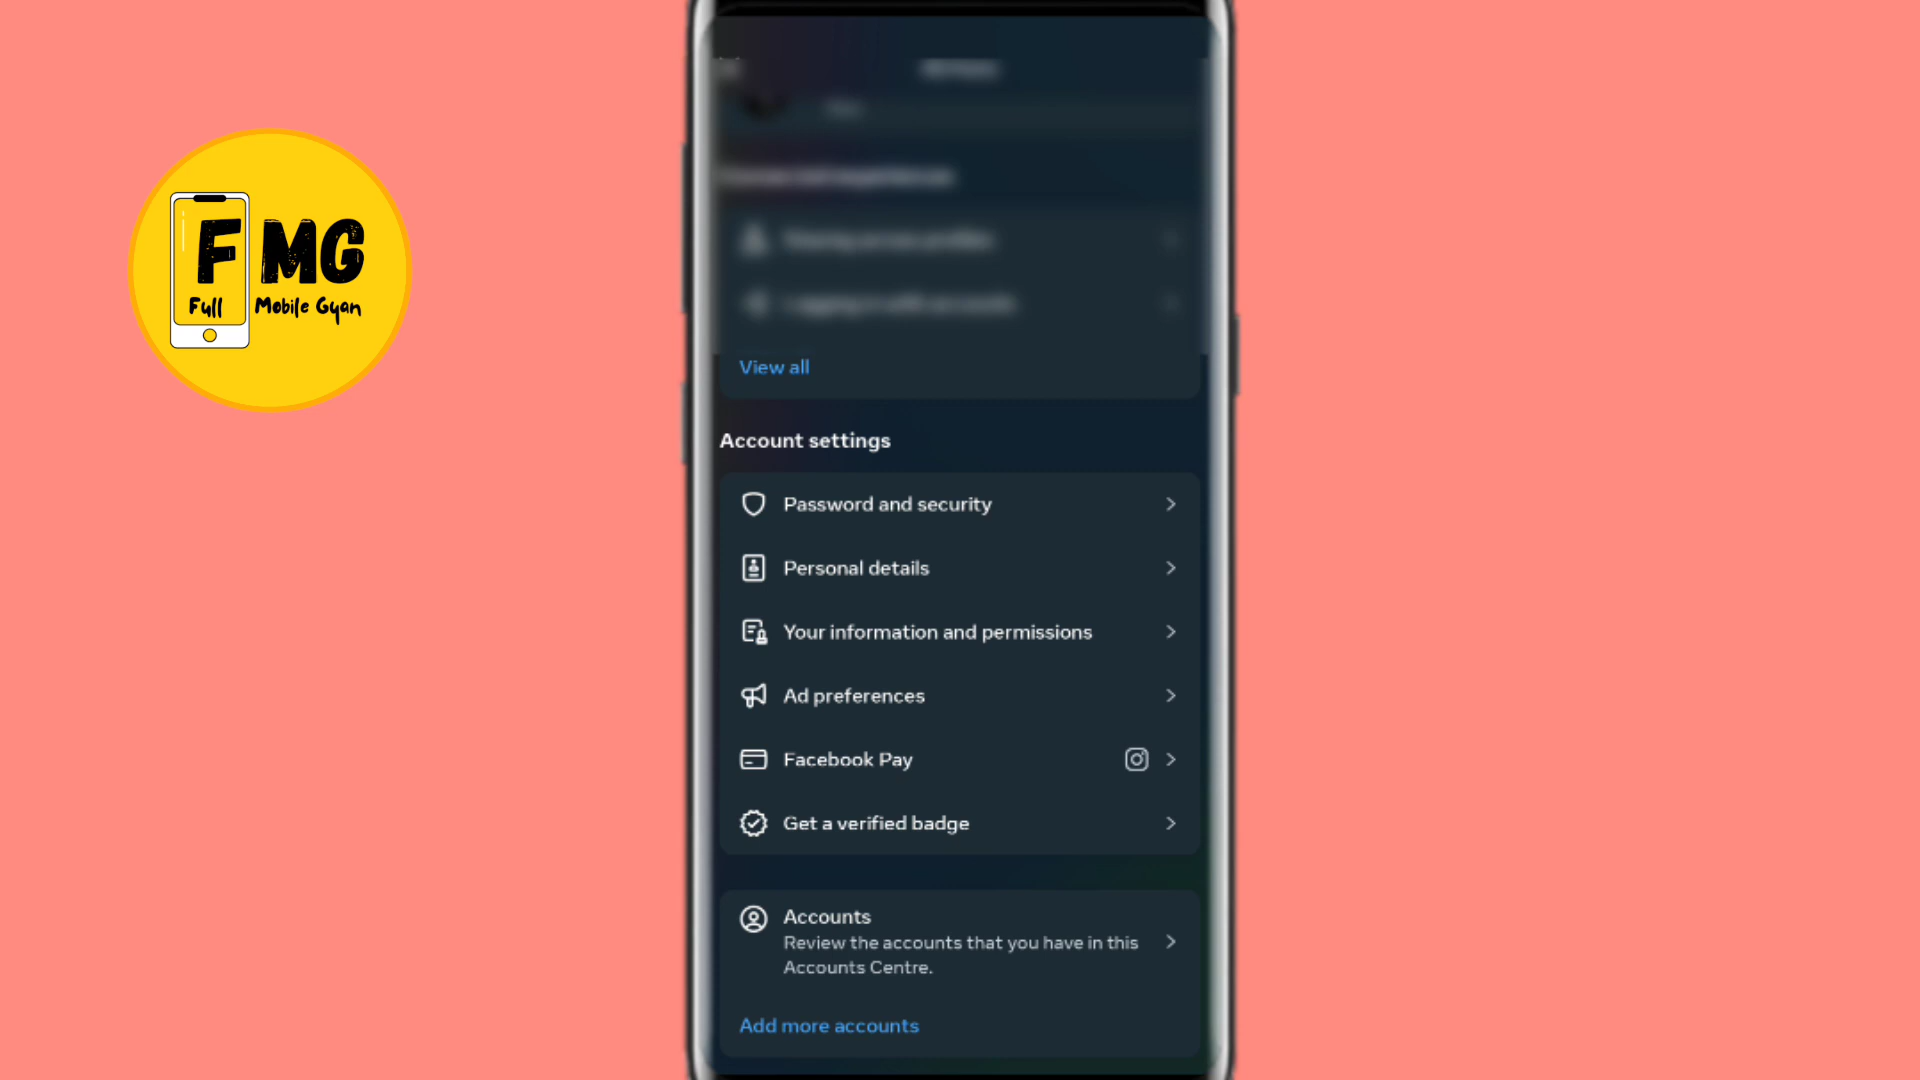 F MG
Full Mobile Gyan
View all
Account settings
Password and security
Personal details
Your information and permissions
Ad preferences
Facebook Pay
Get a verified badge
Accounts
Review the accounts that you have in this
Accounts Centre.
Add more accounts